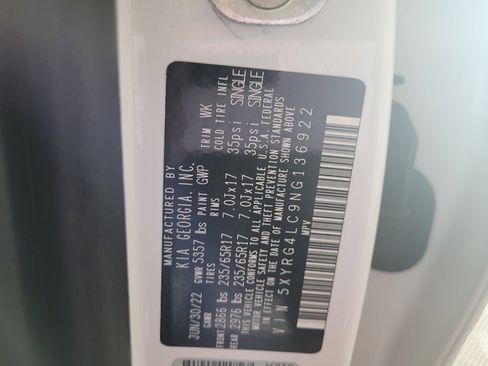 MANUFACTURED BY
KIA GEORGIA, INC.
JUN/30/22 GVWR 5357 lbs PAINT GWP TRIM WK
GAWR TIRES RIMS COLD TIRE INFL
FRONT 2866 lbs 235/65R17 7.0Jx17 35psi SINGLE
REAR 2976 lbs 235/65R17 7.0Jx17 35psi SINGLE
THIS VEHICLE CONFORMS TO ALL APPLICABLE U.S.A. FEDERAL
MOTOR VEHICLE SAFETY, BUMPER, AND THEFT PREVENTION STANDARDS
IN EFFECT ON THE DATE OF MANUFACTURE SHOWN ABOVE
VIN 5XYRG4LC9NG136922
MPV